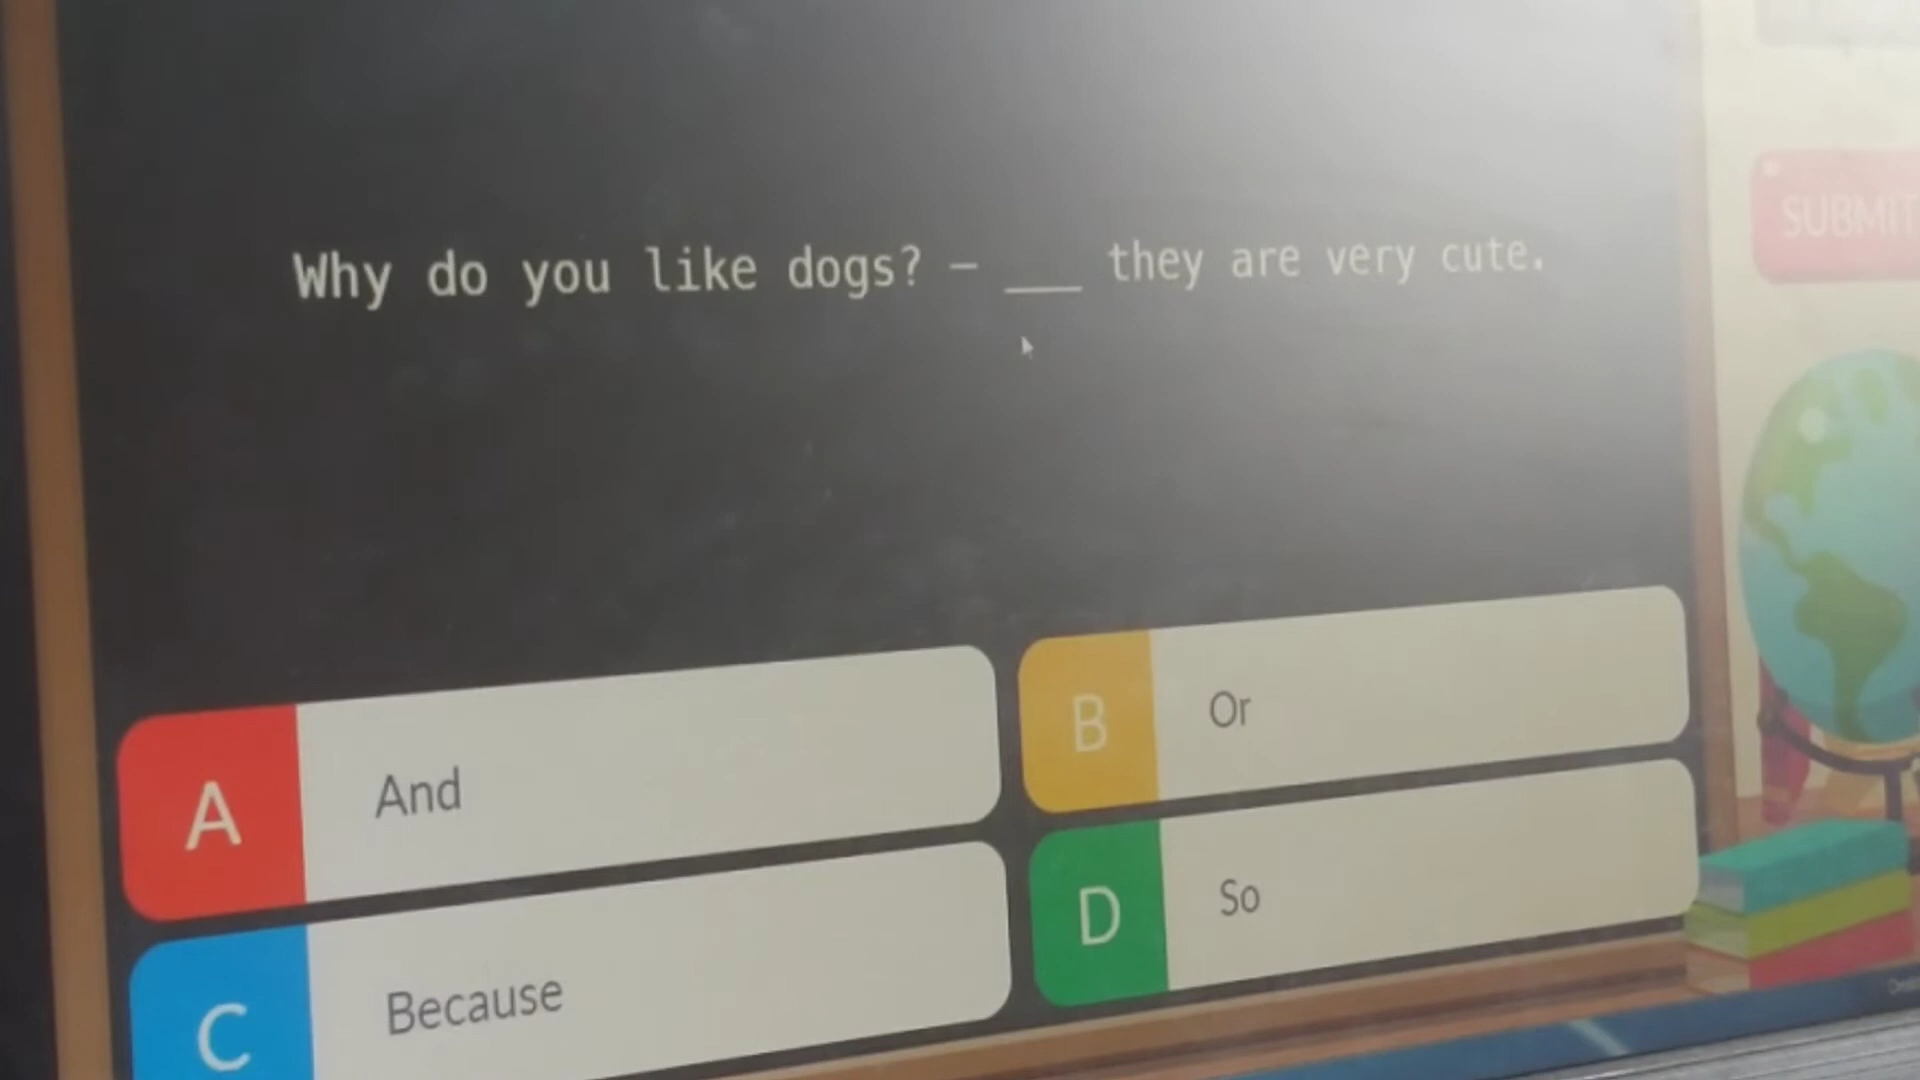 Why do you like dogs? – ___ they are very cute.
SUBMIT
A And
B Or
C Because
D So